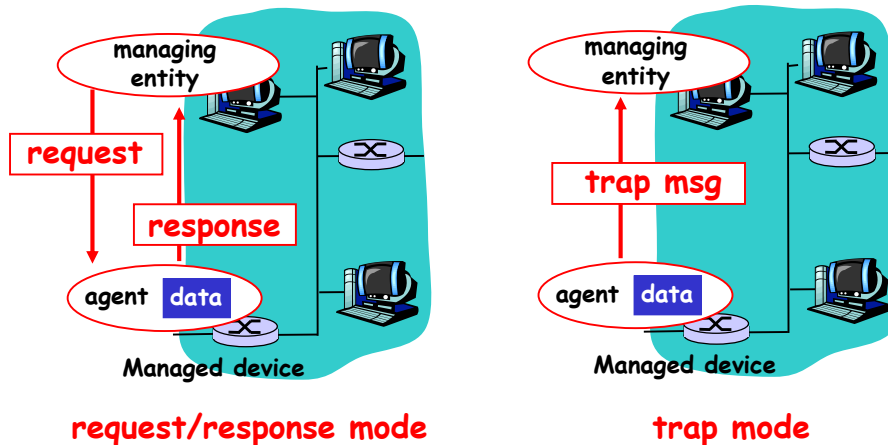 managing
entity
request
response
agent data
Managed device
request/response mode
managing
entity
trap msg
agent data
Managed device
trap mode